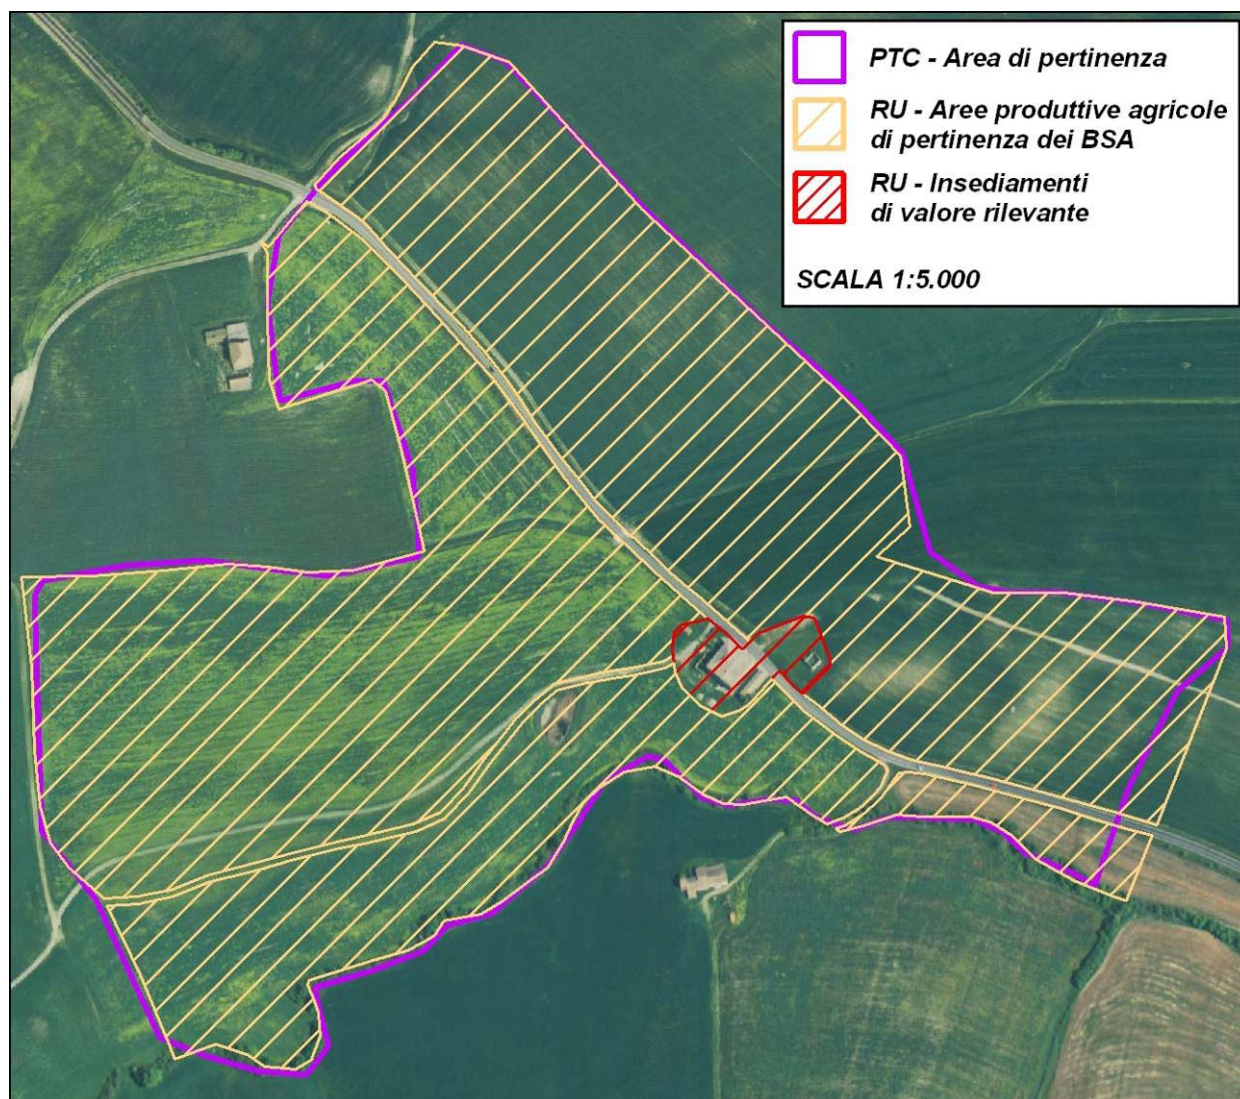 PTC - Area di pertinenza
RU - Aree produttive agricole
di pertinenza dei BSA
RU - Insediamenti
di valore rilevante
SCALA 1:5.000